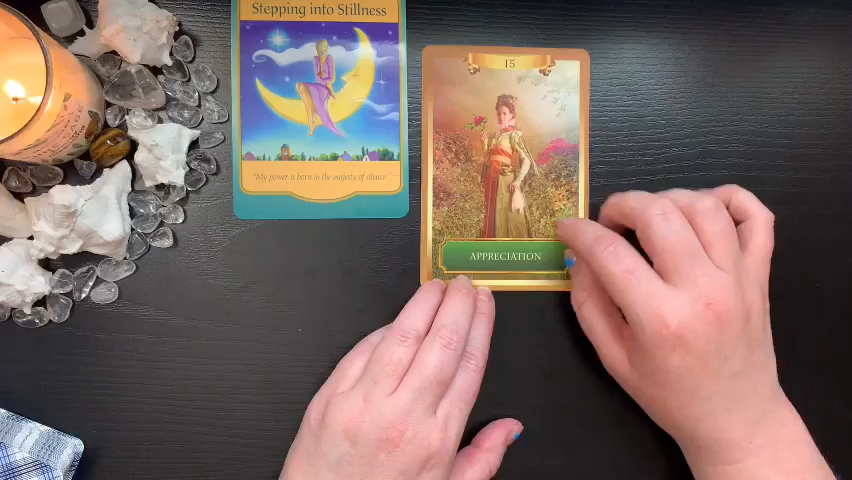 Stepping into Stillness
"My power is born in the majesty of silence"
15
APPRECIATION